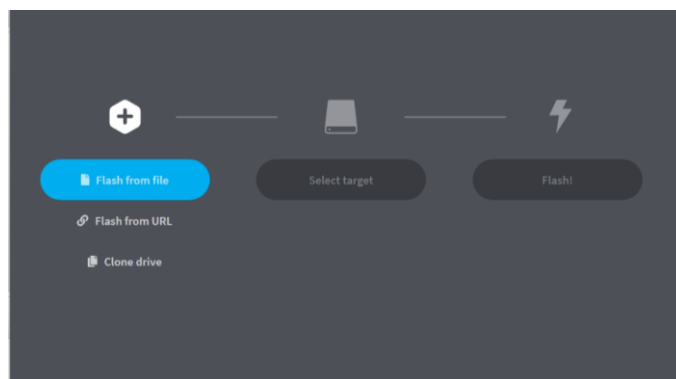 Flash from file
Select target
Flash!
Flash from URL
Clone drive